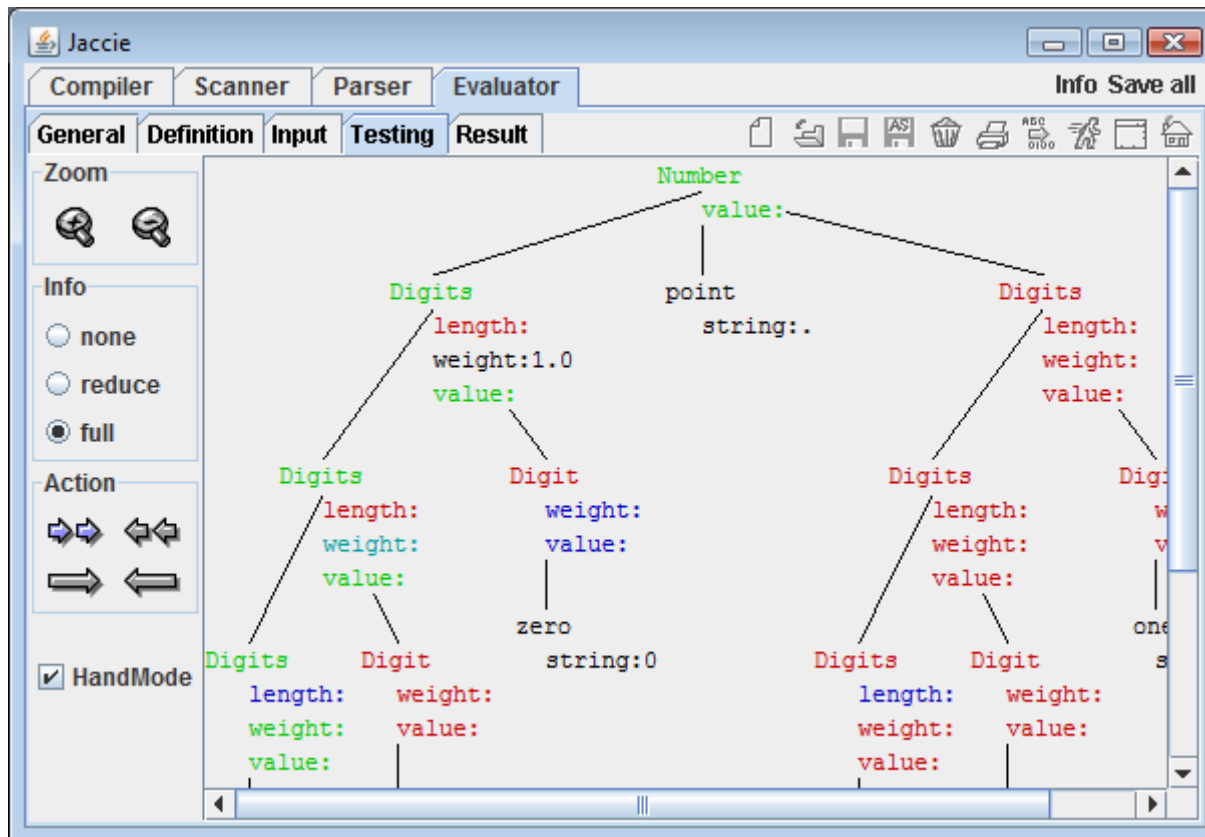 Jaccie
Compiler Scanner Parser Evaluator Info Save all
General Definition Input Testing Result AS ABC 0100
Zoom
Number
value:
Info
Digits point Digits
none
length: string:. length:
weight:1.0 weight:
reduce
value: value:
full
Action
Digits Digit Digits
length: weight: length:
weight: value: weight:
value: value:
zero
Digits Digit string:0 Digits Digit
HandMode
length: weight: length: weight:
weight: value: weight: value:
value: value: